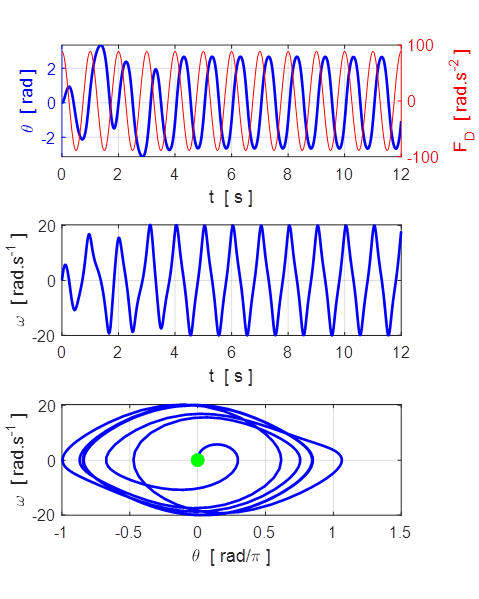 100
2
0
-2
θ [ rad ]
0
-100
F_D [ rad.s^-2 ]
0 2 4 6 8 10 12
t [ s ]
20
0
-20
ω [ rad.s^-1 ]
0 2 4 6 8 10 12
t [ s ]
20
0
-20
ω [ rad.s^-1 ]
-1 -0.5 0 0.5 1 1.5
θ [ rad/π ]